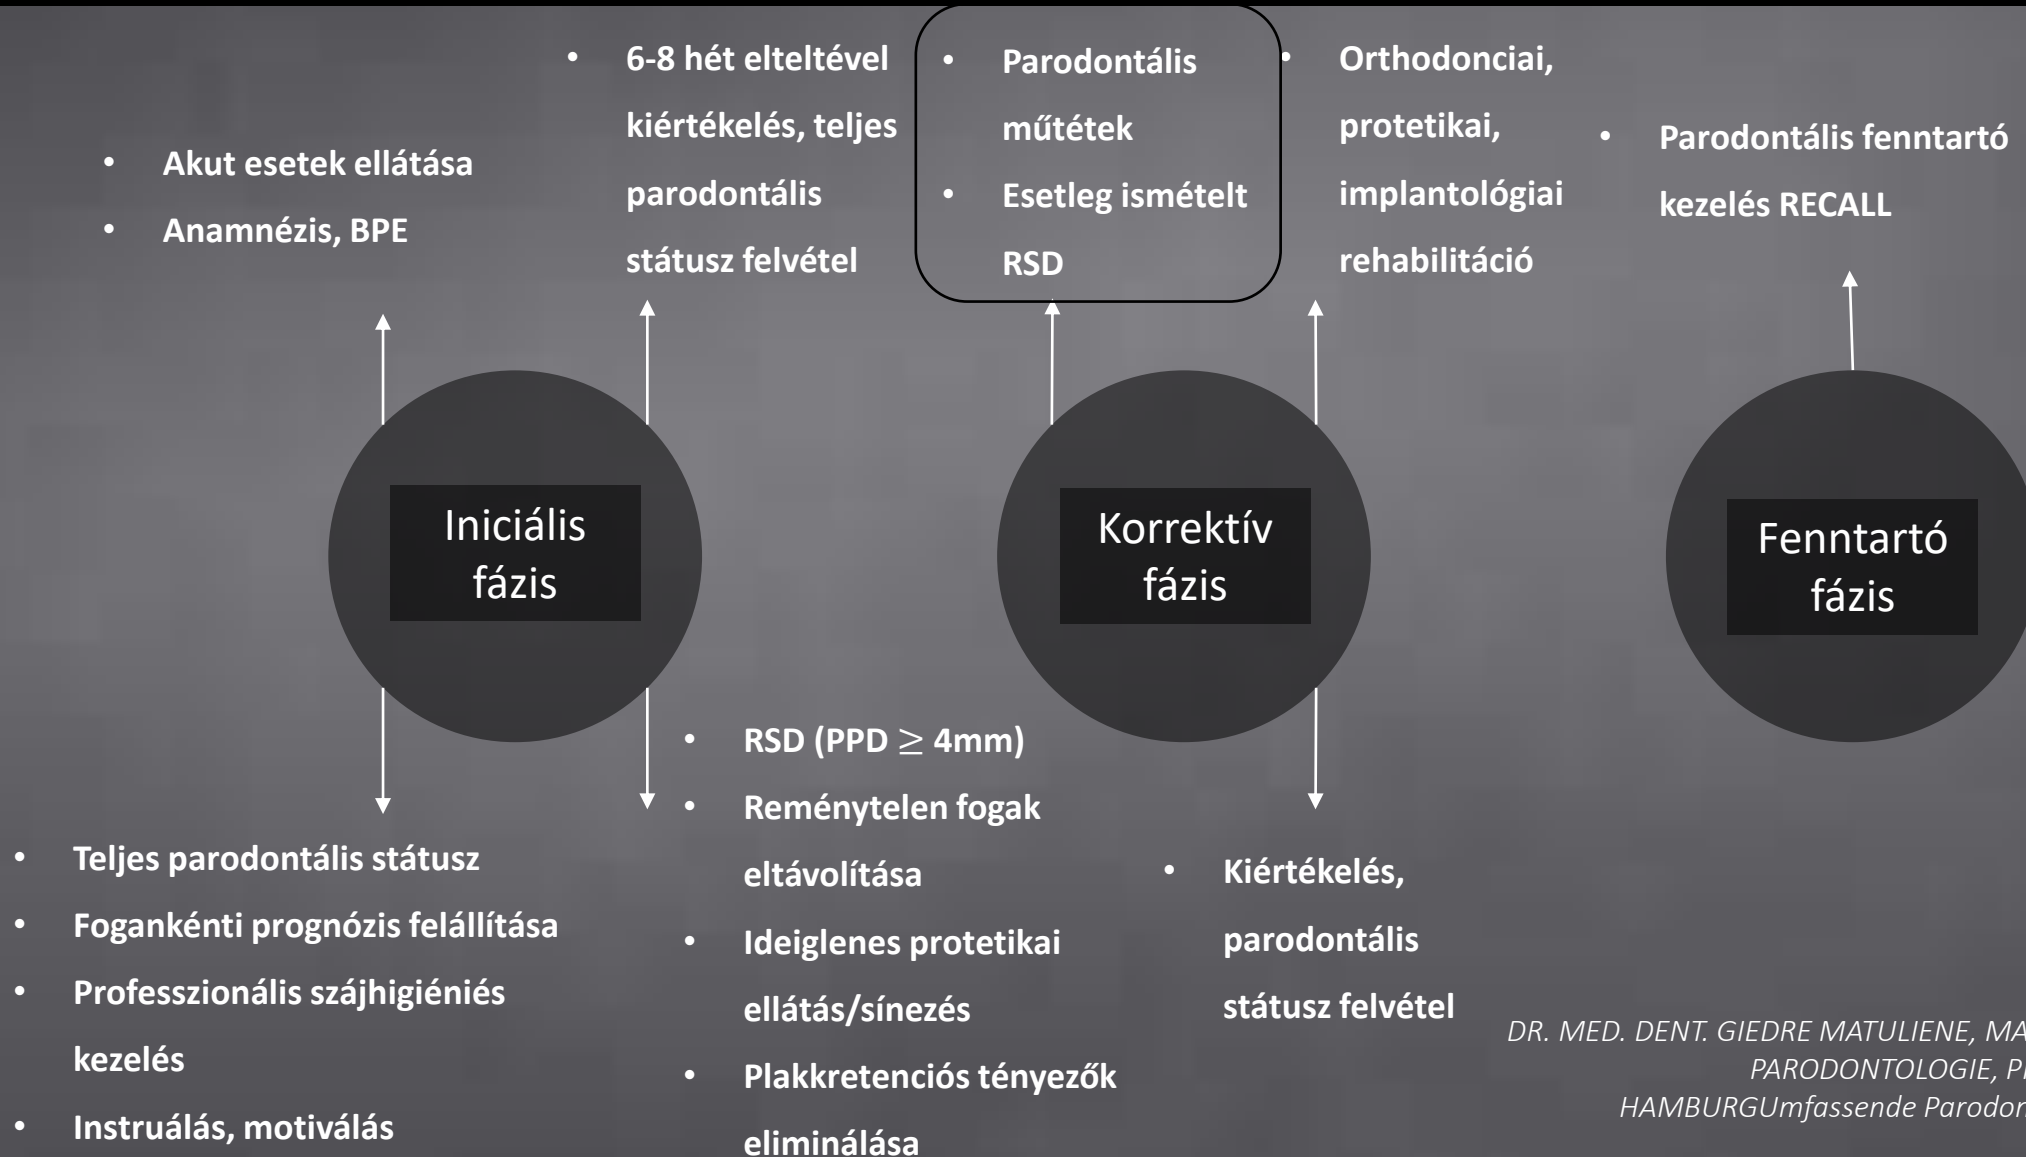 • Akut esetek ellátása
• Anamnézis, BPE
• 6-8 hét elteltével
kiértékelés, teljes
parodontális
státusz felvétel
• Parodontális
műtétek
• Esetleg ismételt
RSD
• Orthodonciai,
protetikai,
implantológiai
rehabilitáció
• Parodontális fenntartó
kezelés RECALL
Iniciális
fázis
Korrektív
fázis
Fenntartó
fázis
• Teljes parodontális státusz
• Fogankénti prognózis felállítása
• Professzionális szájhigiéniés
kezelés
• Instruálás, motiválás
• RSD (PPD ≥ 4mm)
• Reménytelen fogak
eltávolítása
• Ideiglenes protetikai
ellátás/sínezés
• Plakkretenciós tényezők
eliminálása
• Kiértékelés,
parodontális
státusz felvétel
DR. MED. DENT. GIEDRE MATULIENE,
PARODONTOLOGIE,
HAMBURGUmfassende